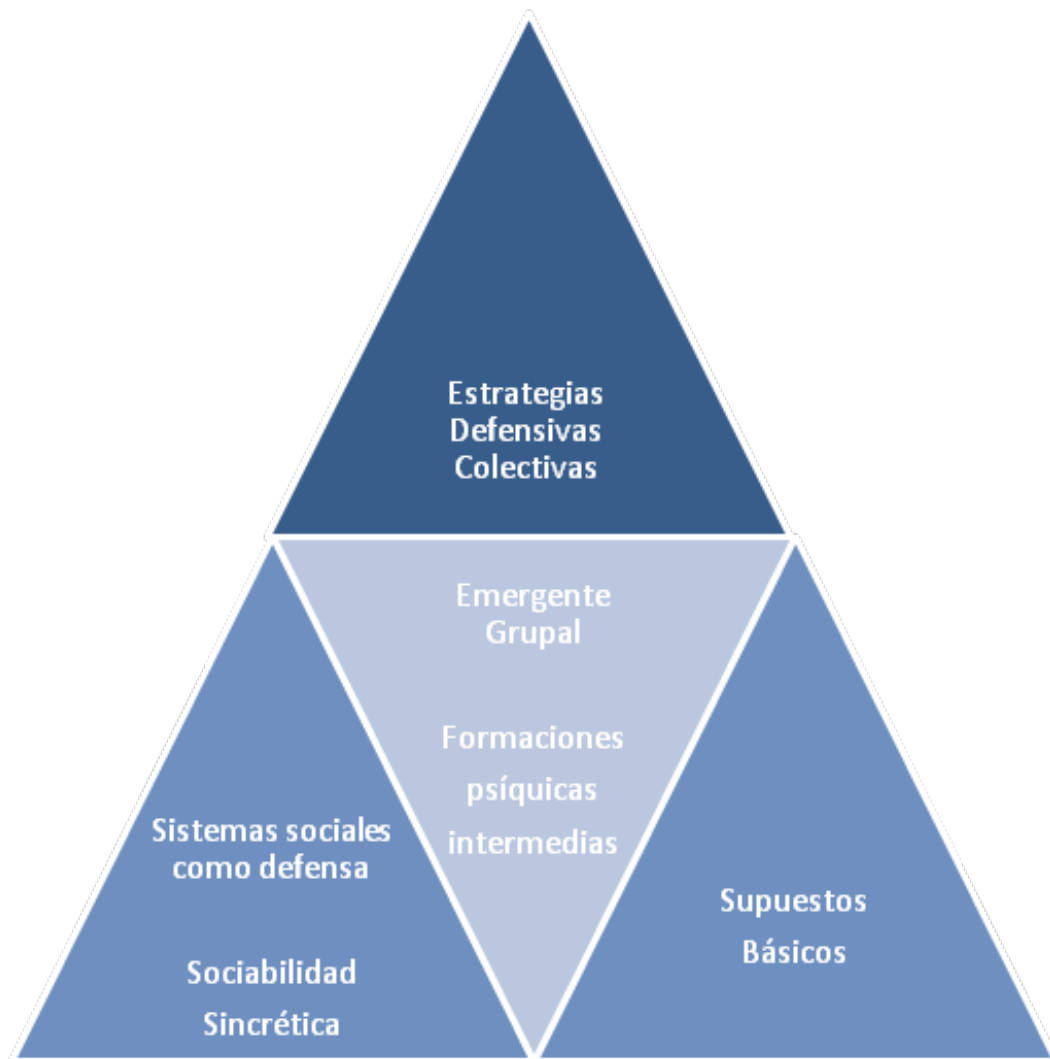 Estrategias
Defensivas
Colectivas
Emergente
Grupal
Formaciones
psíquicas
intermedias
Sistemas sociales
como defensa
Sociabilidad
Sincrética
Supuestos
Básicos